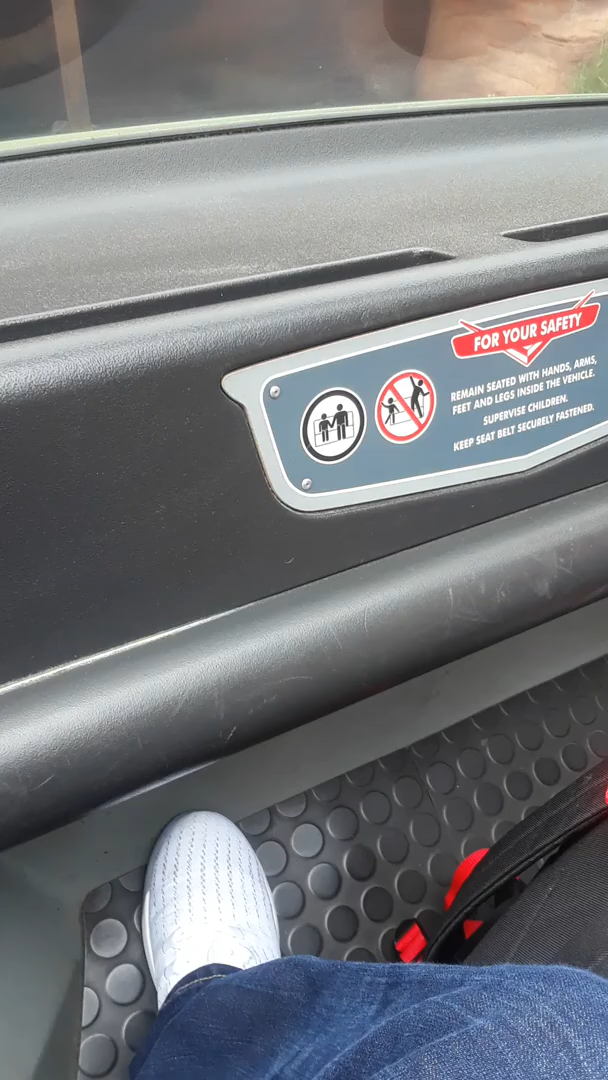 FOR YOUR SAFETY
REMAIN SEATED WITH HANDS, ARMS,
FEET AND LEGS INSIDE THE VEHICLE.
SUPERVISE CHILDREN.
KEEP SEAT BELT SECURELY FASTENED.